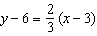 y − 6 = 2/3 (x − 3)